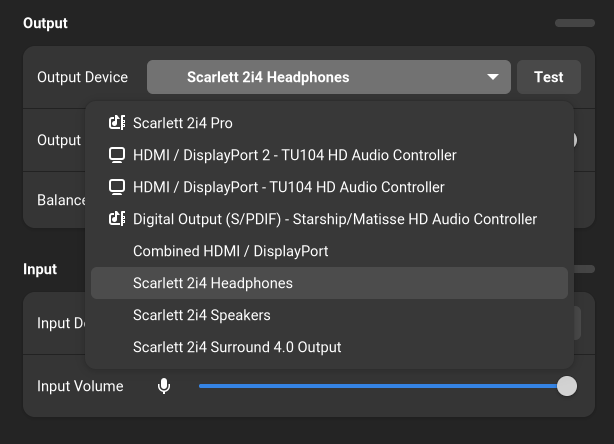 Output
Output Device
Scarlett 2i4 Headphones
Test
Scarlett 2i4 Pro
HDMI / DisplayPort 2 - TU104 HD Audio Controller
HDMI / DisplayPort - TU104 HD Audio Controller
Digital Output (S/PDIF) - Starship/Matisse HD Audio Controller
Combined HDMI / DisplayPort
Scarlett 2i4 Headphones
Scarlett 2i4 Speakers
Scarlett 2i4 Surround 4.0 Output
Output
Balance
Input
Input D
Input Volume